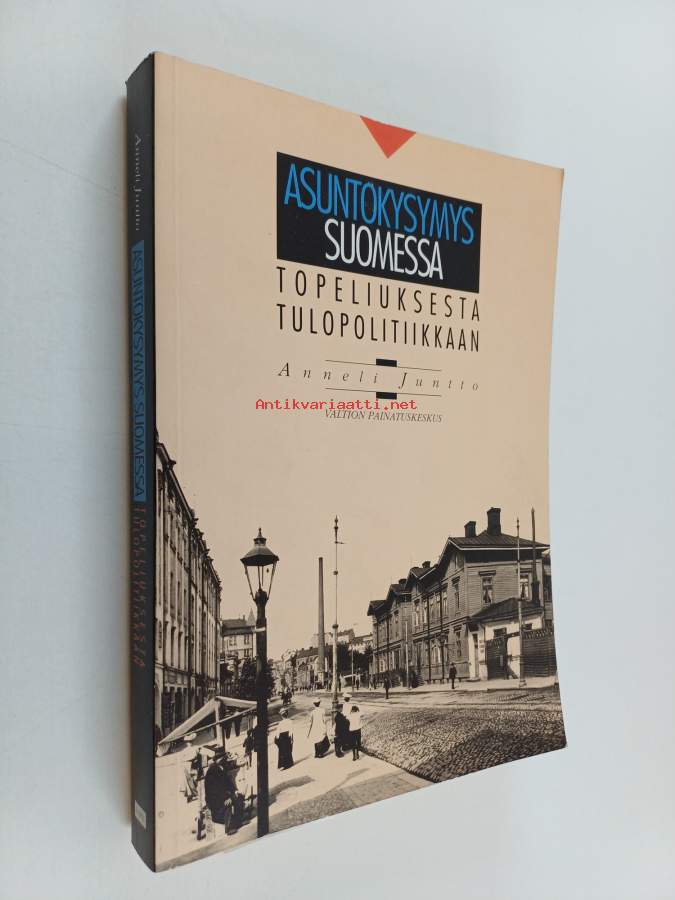 ASUNTOKYSYMYS
SUOMESSA
TOPELIUKSESTA
TULOPOLITIIKKAAN
Anneli Juntto
Antikvariaatti.net
VALTION PAINATUSKESKUS
Anneli Juntto
ASUNTOKYSYMYS SUOMESSA
TOPELIUKSESTA
TULOPOLITIIKKAAN